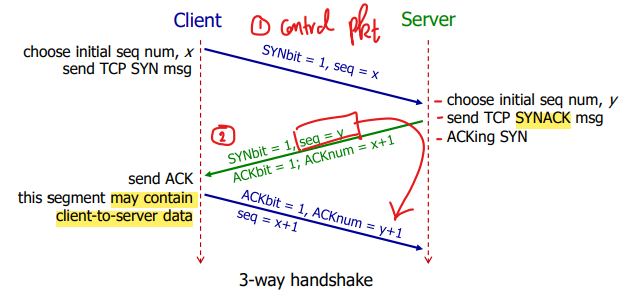 Client
① control pkt
Server
choose initial seq num, x
send TCP SYN msg
SYNbit = 1, seq = x
choose initial seq num, y
send TCP SYNACK msg
ACKing SYN
②
SYNbit = 1, seq = y
ACKbit = 1; ACKnum = x+1
send ACK
this segment may contain
client-to-server data
ACKbit = 1, ACKnum = y+1
seq = x+1
3-way handshake